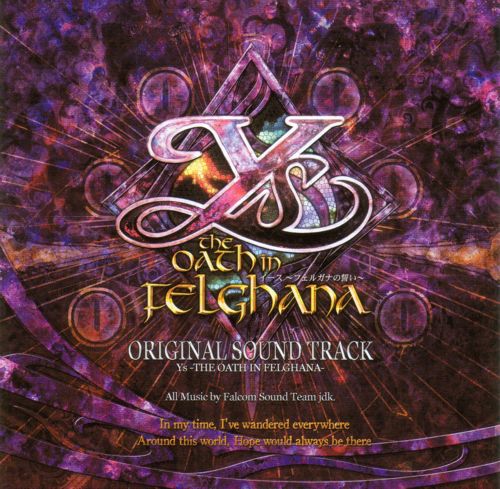 Ys
the
OATH in
イース ～フェルガナの誓い～
FELGHANA
ORIGINAL SOUND TRACK
Ys -THE OATH IN FELGHANA-
All Music by Falcom Sound Team jdk.
In my time, I've wandered everywhere
Around this world, Hope would always be there